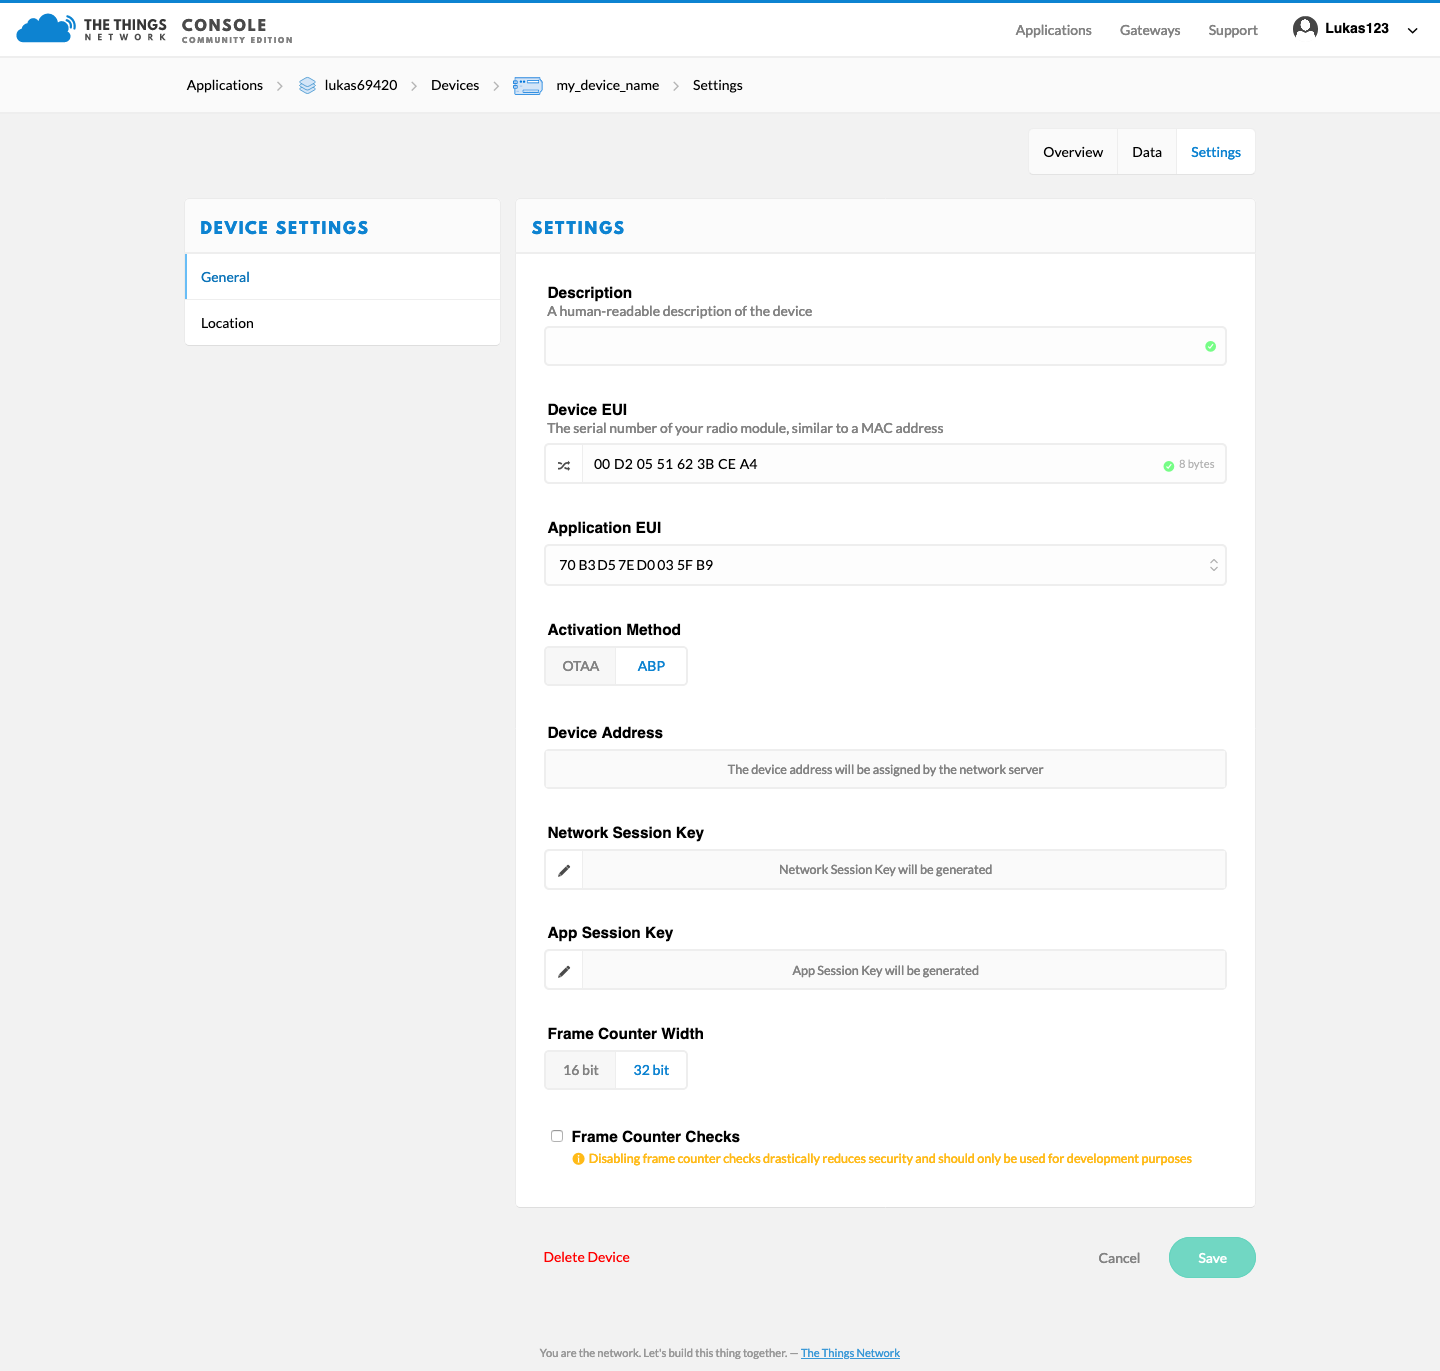 THE THINGS
NETWORK
CONSOLE
COMMUNITY EDITION
Applications
Gateways
Support
Lukas123
Applications
lukas69420
Devices
my_device_name
Settings
Overview
Data
Settings
DEVICE SETTINGS
General
Location
SETTINGS
Description
A human-readable description of the device
Device EUI
The serial number of your radio module, similar to a MAC address
00 D2 05 51 62 3B CE A4
8 bytes
Application EUI
70 B3 D5 7E D0 03 5F B9
Activation Method
OTAA
ABP
Device Address
The device address will be assigned by the network server
Network Session Key
Network Session Key will be generated
App Session Key
App Session Key will be generated
Frame Counter Width
16 bit
32 bit
Frame Counter Checks
Disabling frame counter checks drastically reduces security and should only be used for development purposes
Delete Device
Cancel
Save
You are the network. Let's build this thing together. — The Things Network